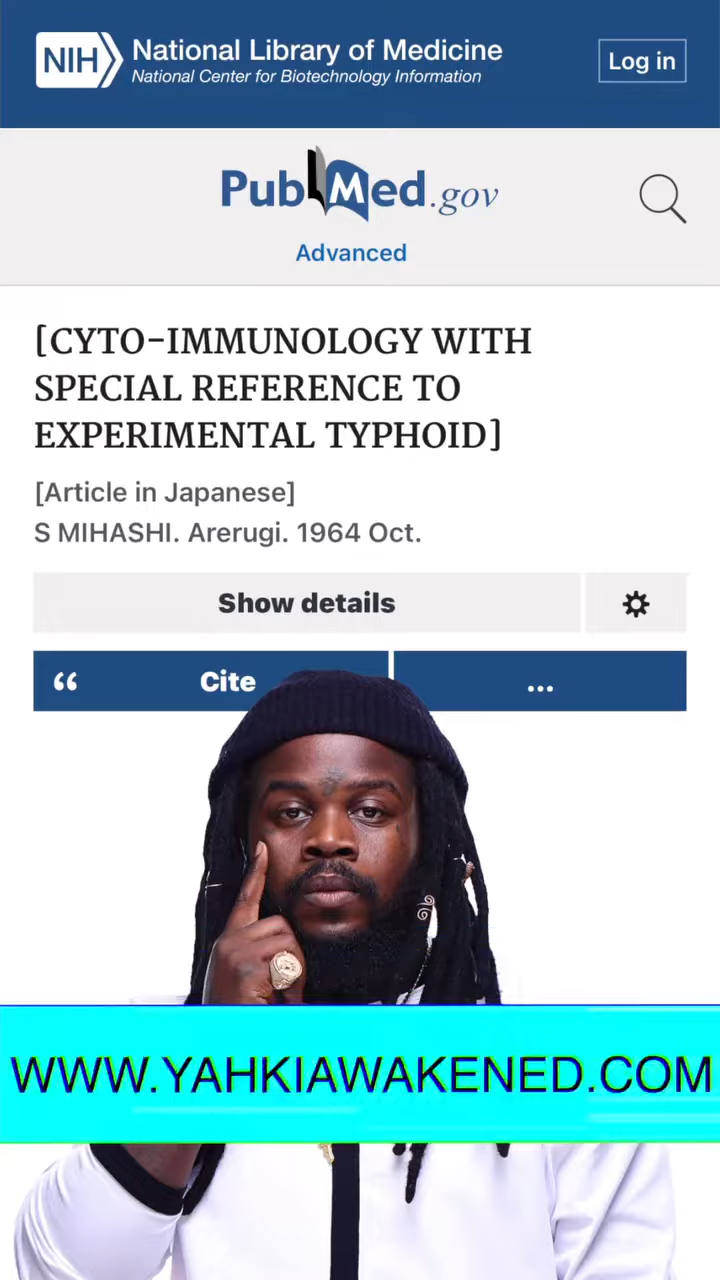 NIH
National Library of Medicine
National Center for Biotechnology Information
Log in
PubMed.gov
Advanced
[CYTO-IMMUNOLOGY WITH
SPECIAL REFERENCE TO
EXPERIMENTAL TYPHOID]
[Article in Japanese]
S MIHASHI. Arerugi. 1964 Oct.
Show details
“ Cite
...
WWW.YAHKIAWAKENED.COM